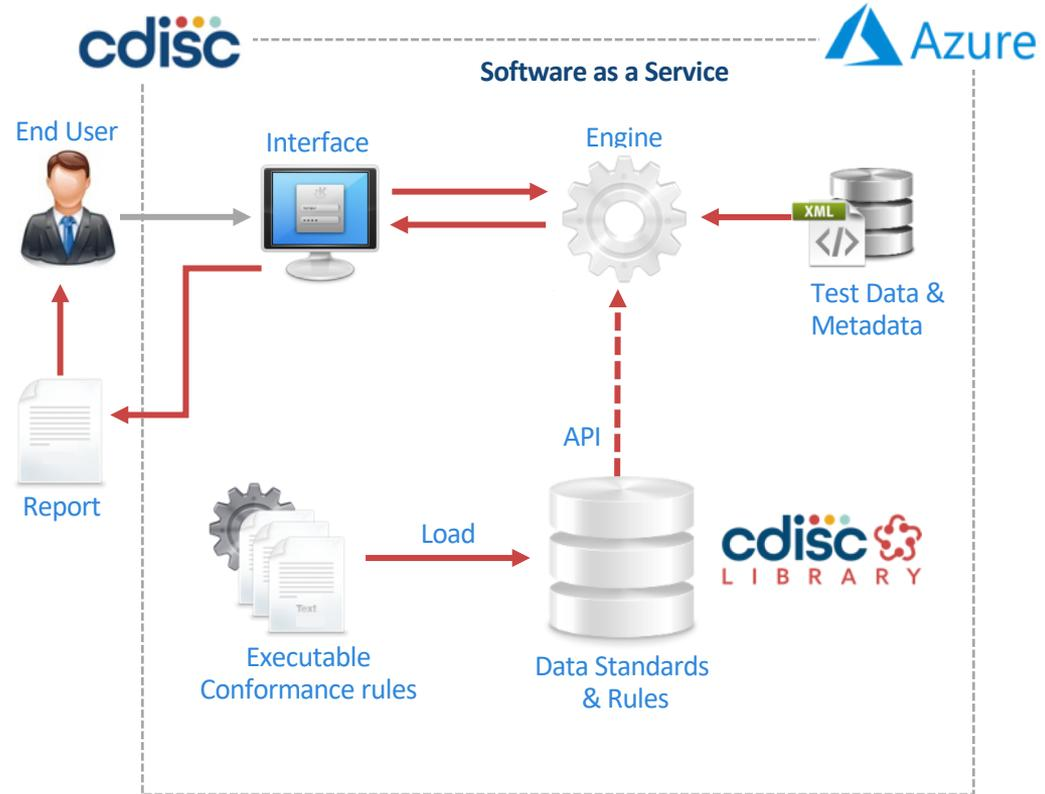 cdisc
Azure
Software as a Service
End User
Interface
Engine
XML
</>
Test Data &
Metadata
API
Report
Load
Text
cdisc
LIBRARY
Executable
Conformance rules
Data Standards
& Rules